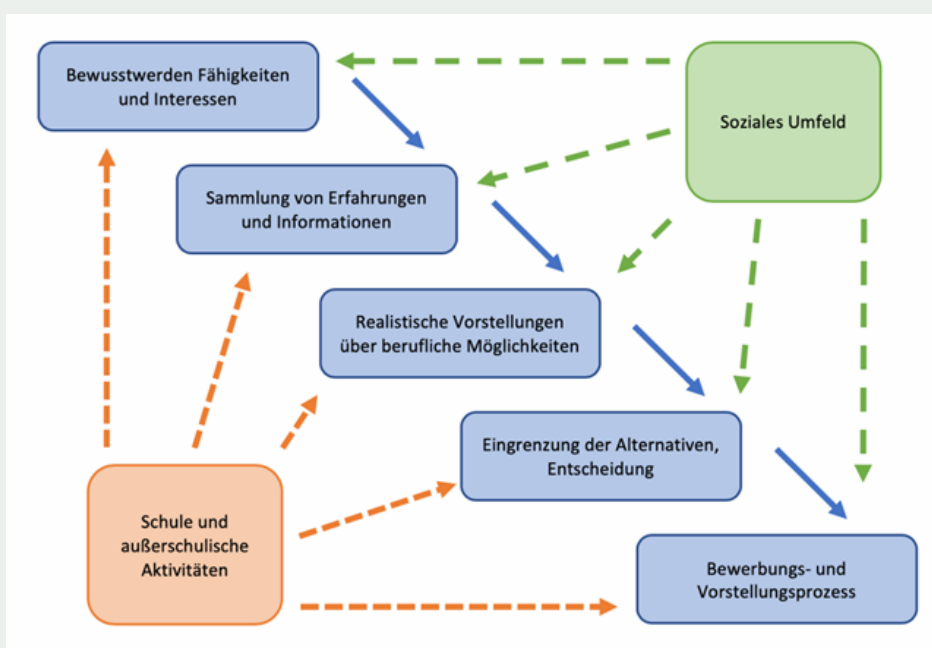 Bewusstwerden Fähigkeiten
und Interessen
Soziales Umfeld
Sammlung von Erfahrungen
und Informationen
Realistische Vorstellungen
über berufliche Möglichkeiten
Eingrenzung der Alternativen,
Entscheidung
Schule und
außerschulische
Aktivitäten
Bewerbungs- und
Vorstellungsprozess